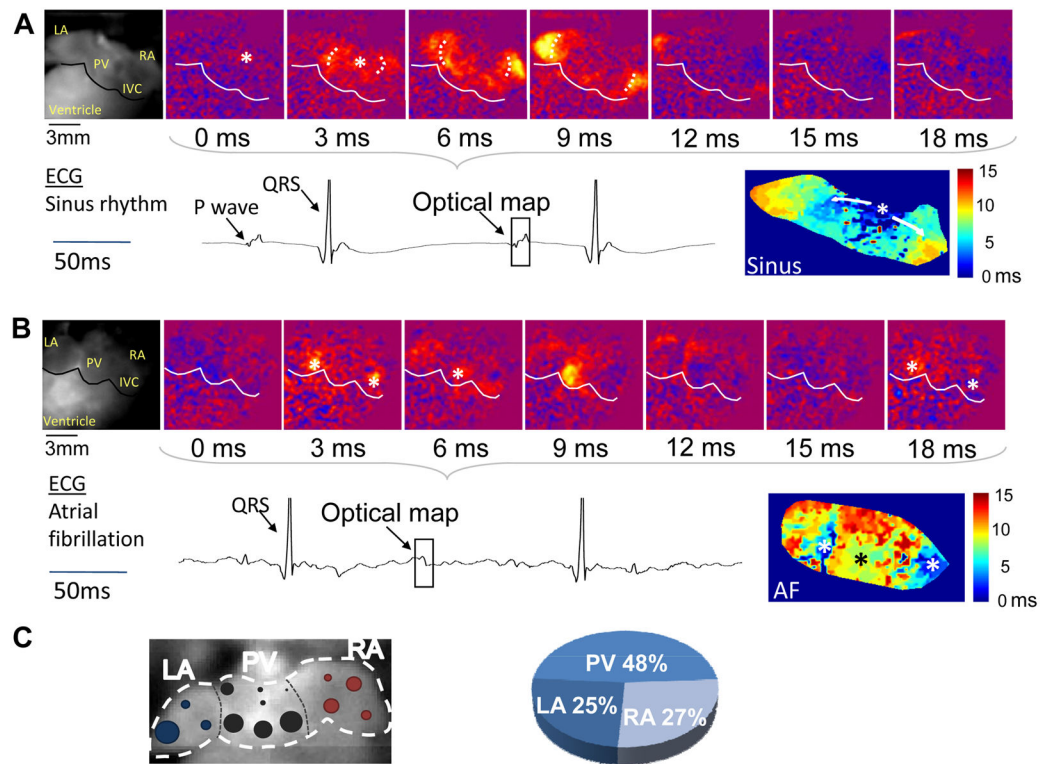 A
LA
PV
RA
IVC
Ventricle
3mm
*
*
0 ms
3 ms
6 ms
9 ms
12 ms
15 ms
18 ms
ECG
Sinus rhythm
50ms
P wave
QRS
Optical map
*
Sinus
15
10
5
0 ms
B
LA
PV
RA
IVC
Ventricle
3mm
* *
*
* *
0 ms
3 ms
6 ms
9 ms
12 ms
15 ms
18 ms
ECG
Atrial
fibrillation
50ms
QRS
Optical map
* * *
AF
15
10
5
0 ms
C
LA
PV
RA
PV 48%
LA 25%
RA 27%